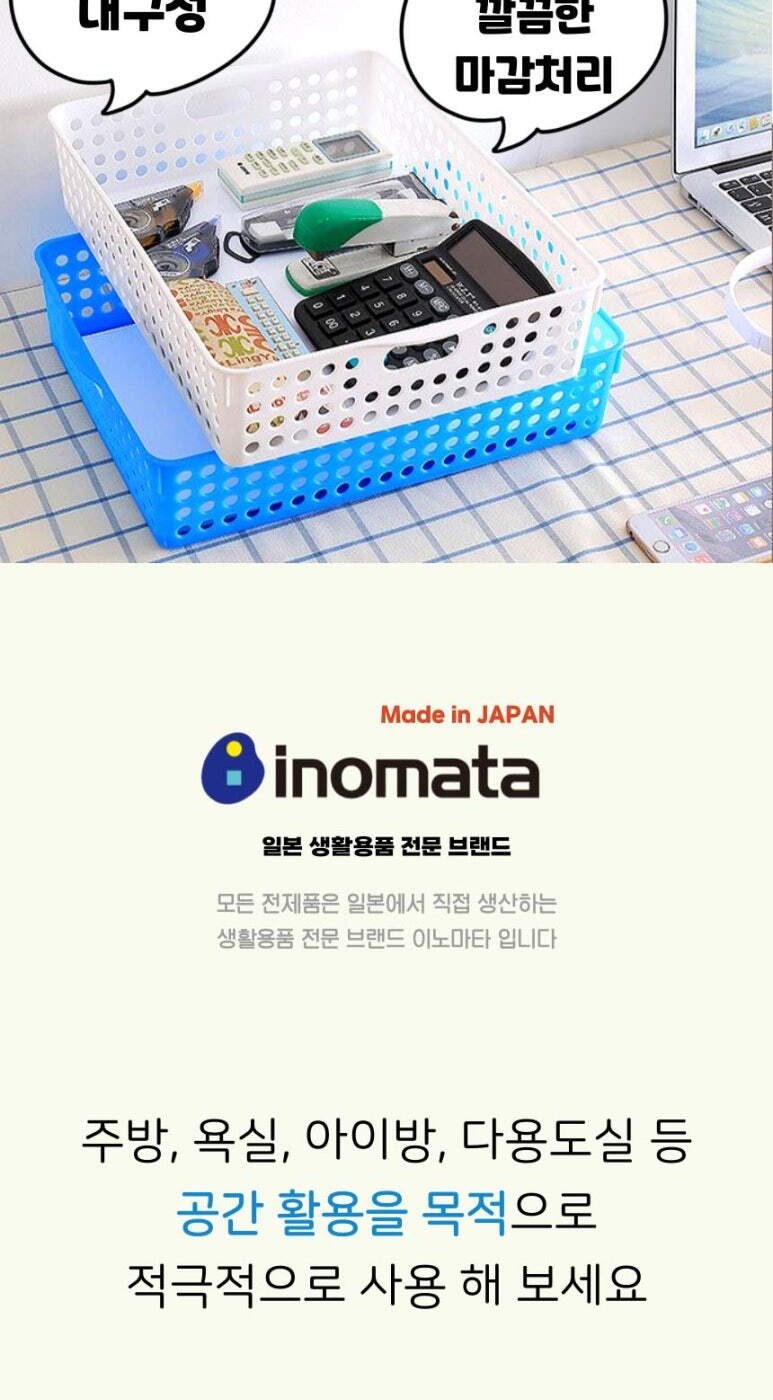 내구성
깔끔한
마감처리
Made in JAPAN
inomata
일본 생활용품 전문 브랜드
모든 전제품은 일본에서 직접 생산하는
생활용품 전문 브랜드 이노마타 입니다
주방, 욕실, 아이방, 다용도실 등
공간 활용을 목적으로
적극적으로 사용 해 보세요